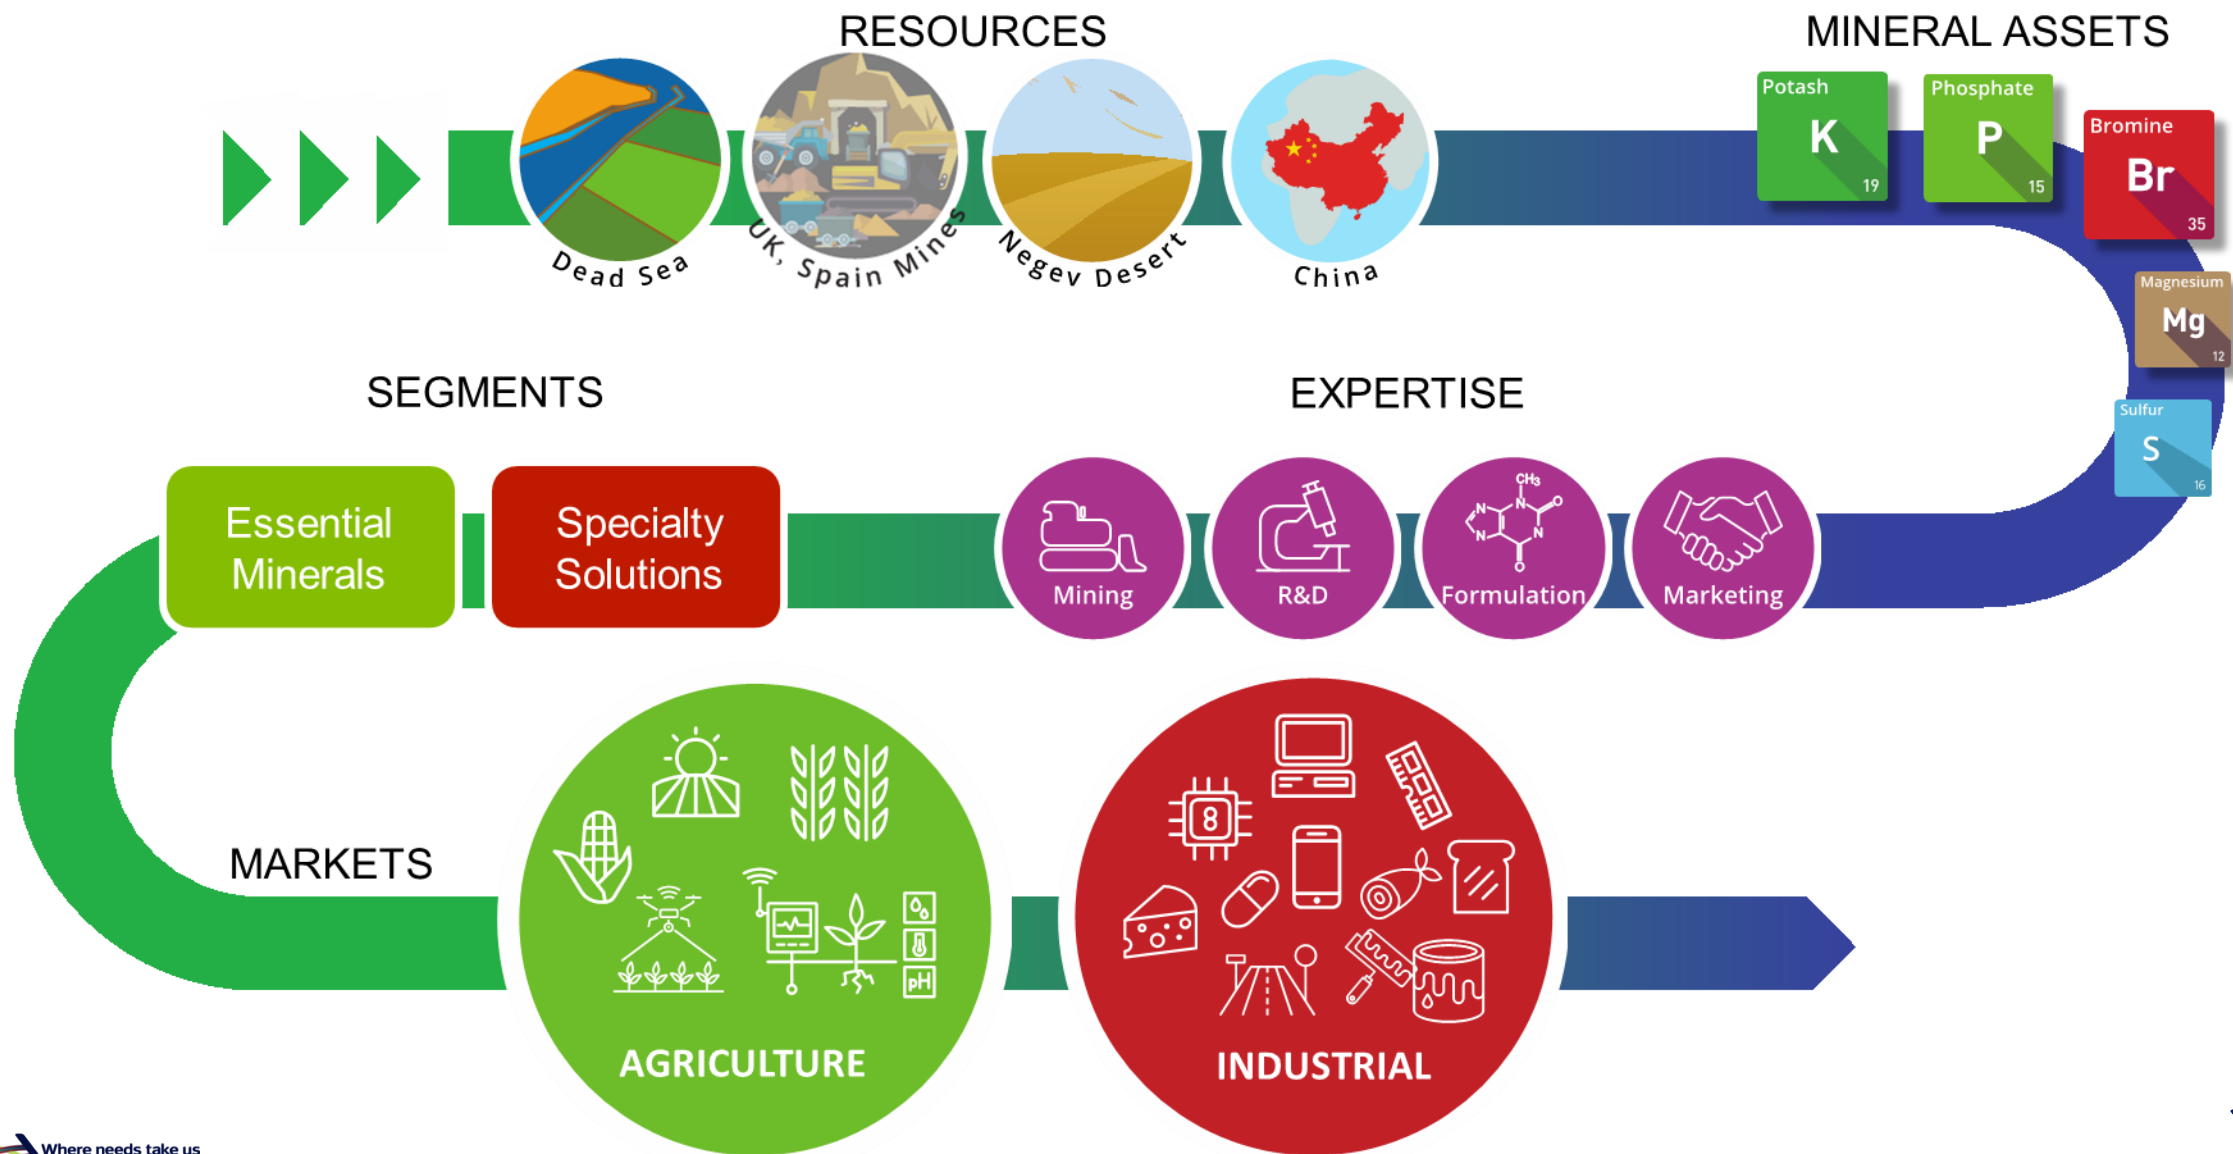 RESOURCES
MINERAL ASSETS
Dead Sea
UK, Spain Mines
Negev Desert
China
Potash
K
19
Phosphate
P
15
Bromine
Br
35
Magnesium
Mg
12
Sulfur
S
16
SEGMENTS
EXPERTISE
Essential
Minerals
Specialty
Solutions
Mining
R&D
CH3
N
O
N
N
N
O
Formulation
Marketing
MARKETS
8
pH
AGRICULTURE
INDUSTRIAL
Where needs take us